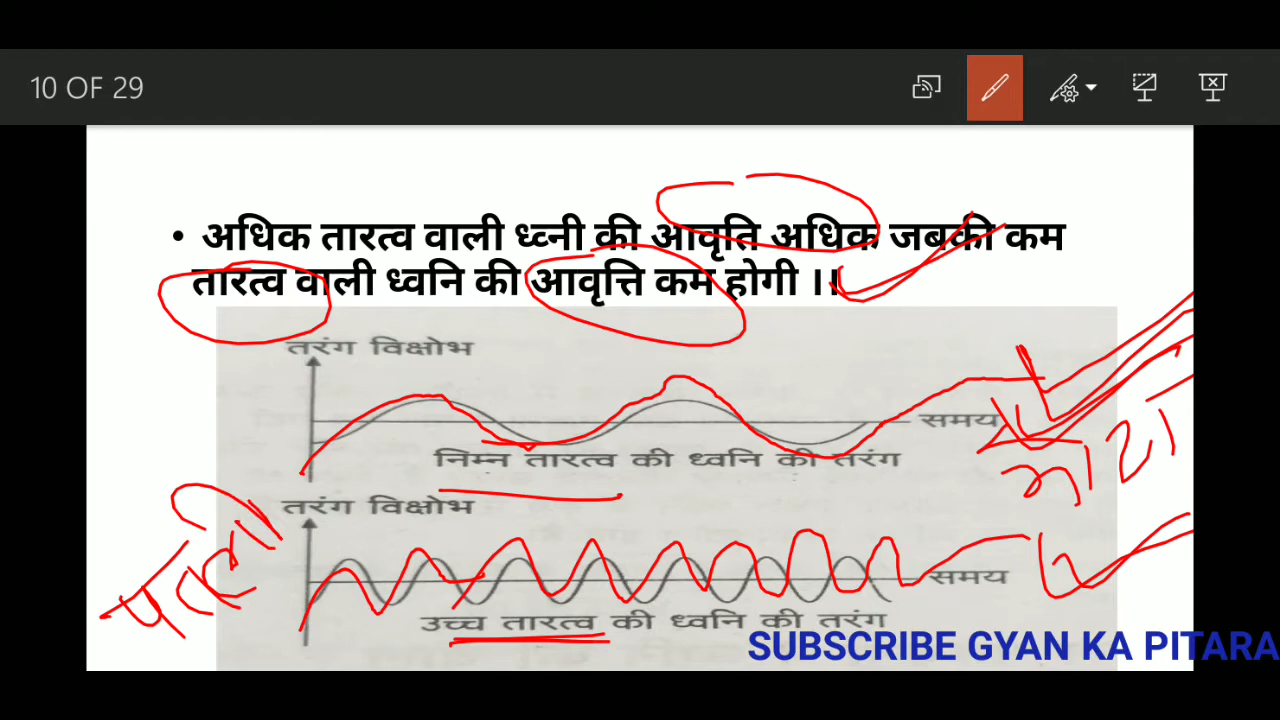 10 OF 29
• अधिक तारत्व वाली ध्व्नी की आवृति अधिक जबकी कम
तारत्व वाली ध्वनि की आवृत्ति कम होगी ।।
तरंग विक्षोभ
समय
निम्न तारत्व की ध्वनि की तरंग
मोटा
तरंग विक्षोभ
पतली
समय
उच्च तारत्व की ध्वनि की तरंग
SUBSCRIBE GYAN KA PITARA